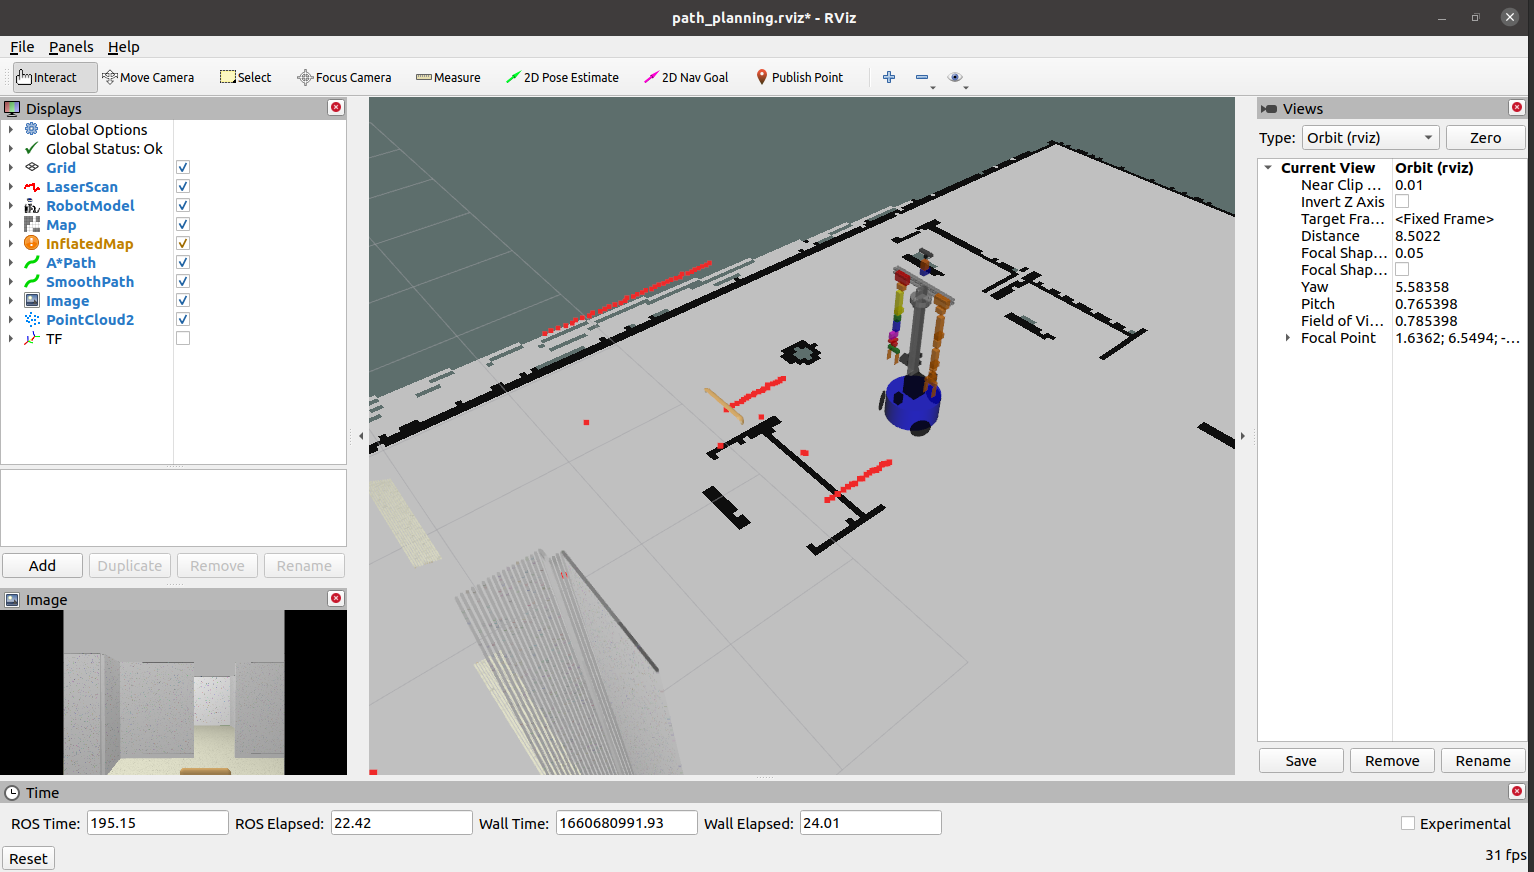 path_planning.rviz* - RViz
File Panels Help
Interact Move Camera Select Focus Camera Measure 2D Pose Estimate 2D Nav Goal Publish Point
Displays
Global Options
Global Status: Ok
Grid
LaserScan
RobotModel
Map
InflatedMap
A*Path
SmoothPath
Image
PointCloud2
TF
Add Duplicate Remove Rename
Image
Views
Type: Orbit (rviz) Zero
Current View Orbit (rviz)
Near Clip ... 0.01
Invert Z Axis
Target Fra... <Fixed Frame>
Distance 8.5022
Focal Shap... 0.05
Focal Shap...
Yaw 5.58358
Pitch 0.765398
Field of Vi... 0.785398
Focal Point 1.6362; 6.5494; -...
Save Remove Rename
Time
ROS Time: 195.15 ROS Elapsed: 22.42 Wall Time: 1660680991.93 Wall Elapsed: 24.01 Experimental
Reset 31 fps